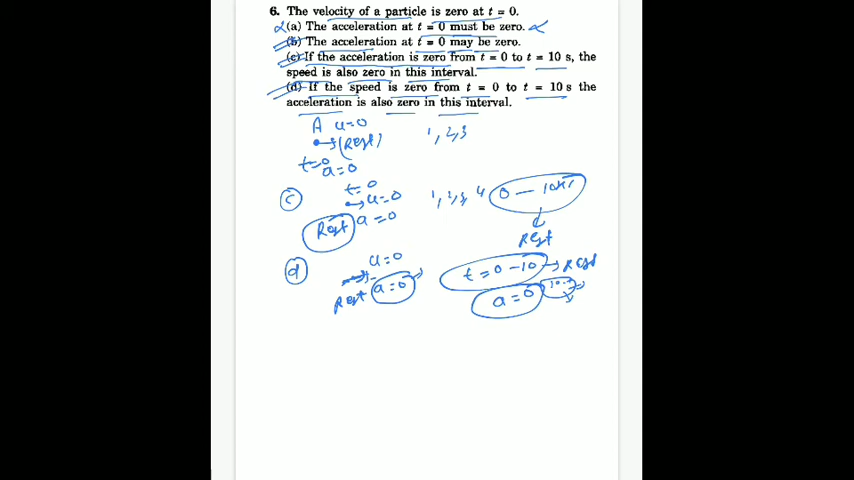 6. The velocity of a particle is zero at t = 0.
(a) The acceleration at t = 0 must be zero.
(b) The acceleration at t = 0 may be zero.
(c) If the acceleration is zero from t = 0 to t = 10 s, the
speed is also zero in this interval.
(d) If the speed is zero from t = 0 to t = 10 s the
acceleration is also zero in this interval.
A u=0
(Rest) 1, 2, 3
t=0
a=0
t=0
(c) u=0 1, 2, 3 4 0 — 10
Rest a=0
Rest
(d) u=0 t=0-10 → Rest
Rest a=0 a=0